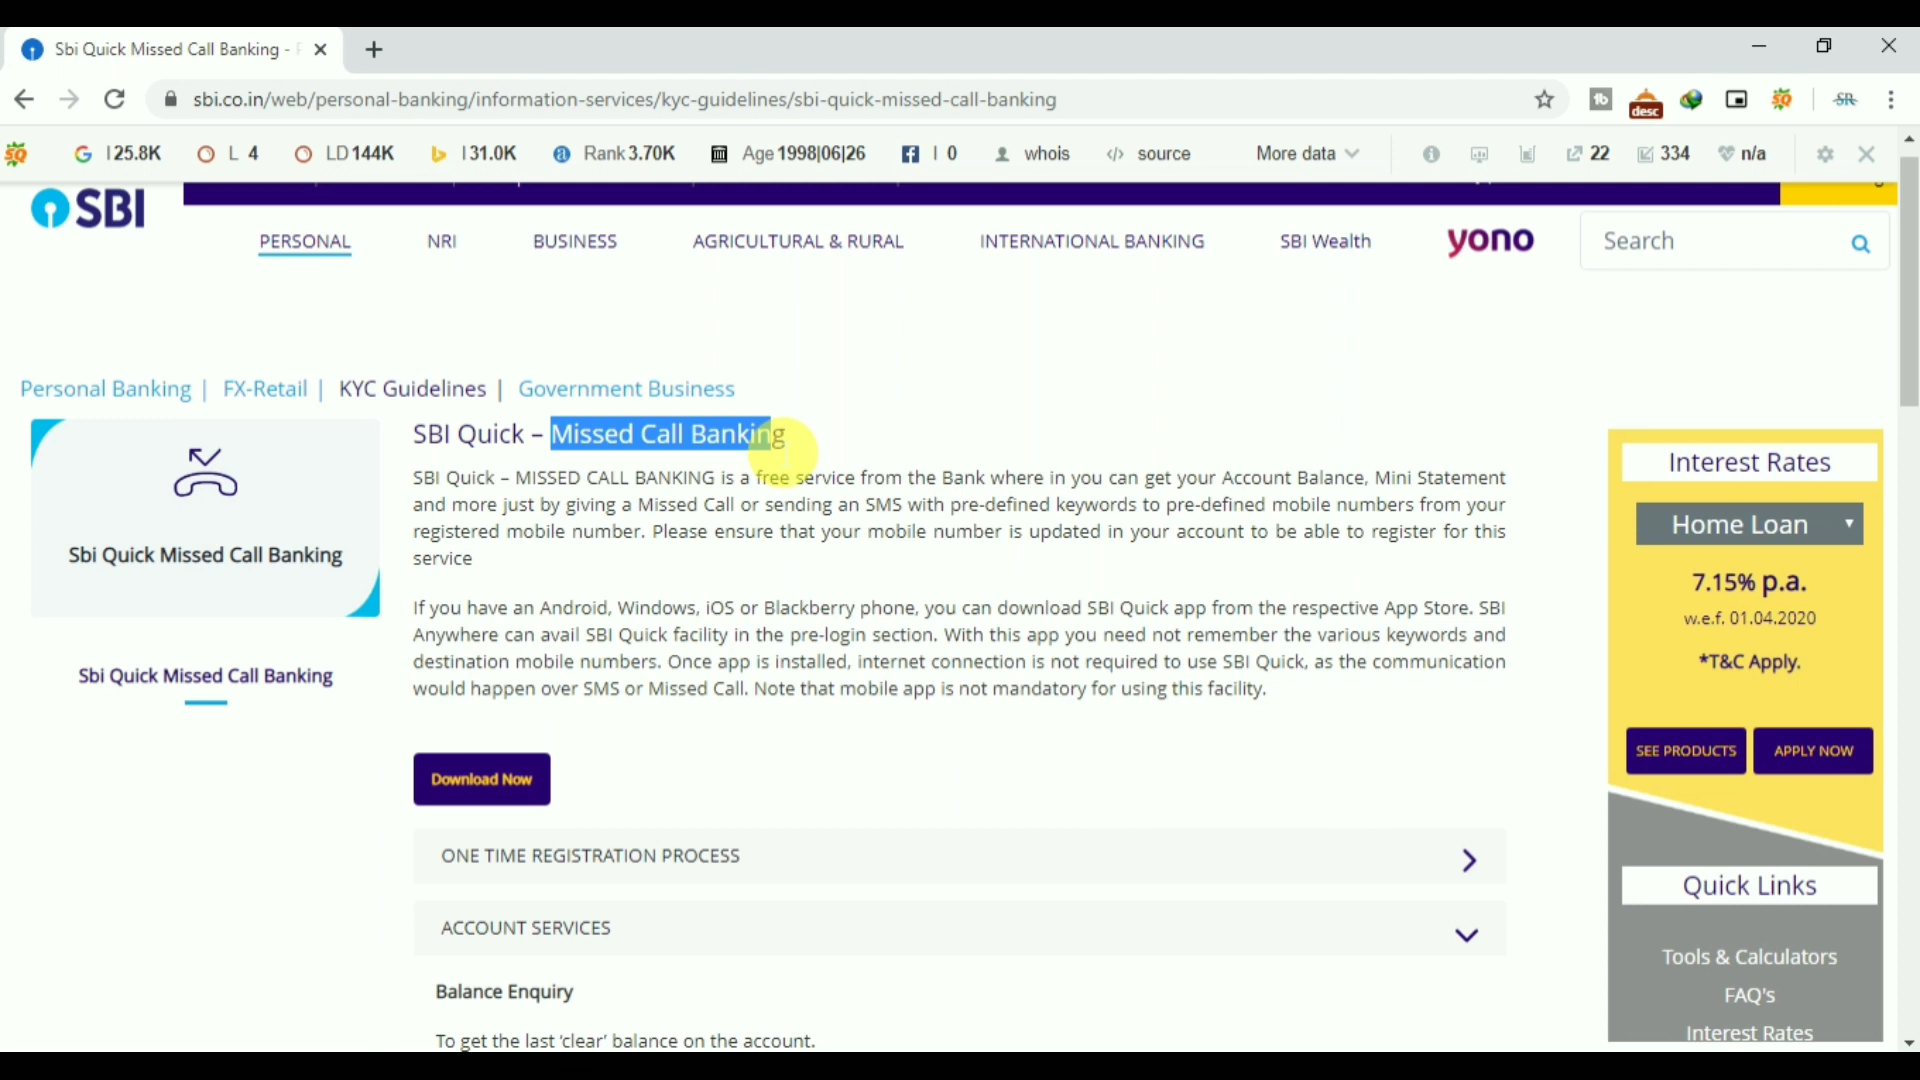 Sbi Quick Missed Call Banking -
sbi.co.in/web/personal-banking/information-services/kyc-guidelines/sbi-quick-missed-call-banking
desc
SR
SQ
I 25.8K
L 4
LD 144K
I 31.0K
Rank 3.70K
Age 1998|06|26
I 0
whois
source
More data
22
334
n/a
SBI
PERSONAL
NRI
BUSINESS
AGRICULTURAL & RURAL
INTERNATIONAL BANKING
SBI Wealth
yono
Search
Personal Banking | FX-Retail | KYC Guidelines | Government Business
Sbi Quick Missed Call Banking
Sbi Quick Missed Call Banking
SBI Quick – Missed Call Banking
SBI Quick – MISSED CALL BANKING is a free service from the Bank where in you can get your Account Balance, Mini Statement
and more just by giving a Missed Call or sending an SMS with pre-defined keywords to pre-defined mobile numbers from your
registered mobile number. Please ensure that your mobile number is updated in your account to be able to register for this
service
If you have an Android, Windows, iOS or Blackberry phone, you can download SBI Quick app from the respective App Store. SBI
Anywhere can avail SBI Quick facility in the pre-login section. With this app you need not remember the various keywords and
destination mobile numbers. Once app is installed, internet connection is not required to use SBI Quick, as the communication
would happen over SMS or Missed Call. Note that mobile app is not mandatory for using this facility.
Download Now
ONE TIME REGISTRATION PROCESS
ACCOUNT SERVICES
Balance Enquiry
To get the last 'clear' balance on the account.
Interest Rates
Home Loan
7.15% p.a.
w.e.f. 01.04.2020
*T&C Apply.
SEE PRODUCTS
APPLY NOW
Quick Links
Tools & Calculators
FAQ's
Interest Rates